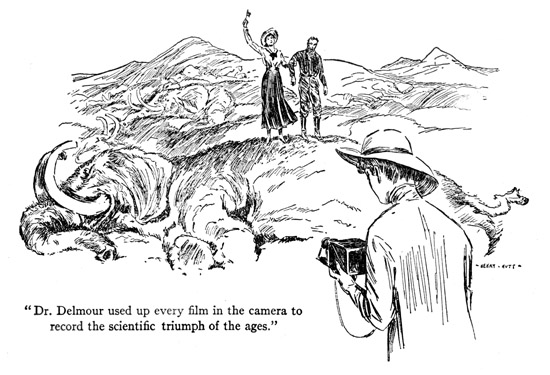 "Dr. Delmour used up every film in the camera to
record the scientific triumph of the ages."